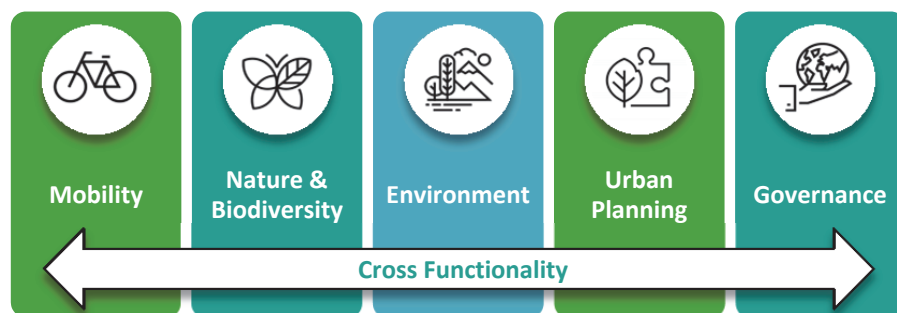 Mobility
Nature &
Biodiversity
Environment
Urban
Planning
Governance
Cross Functionality